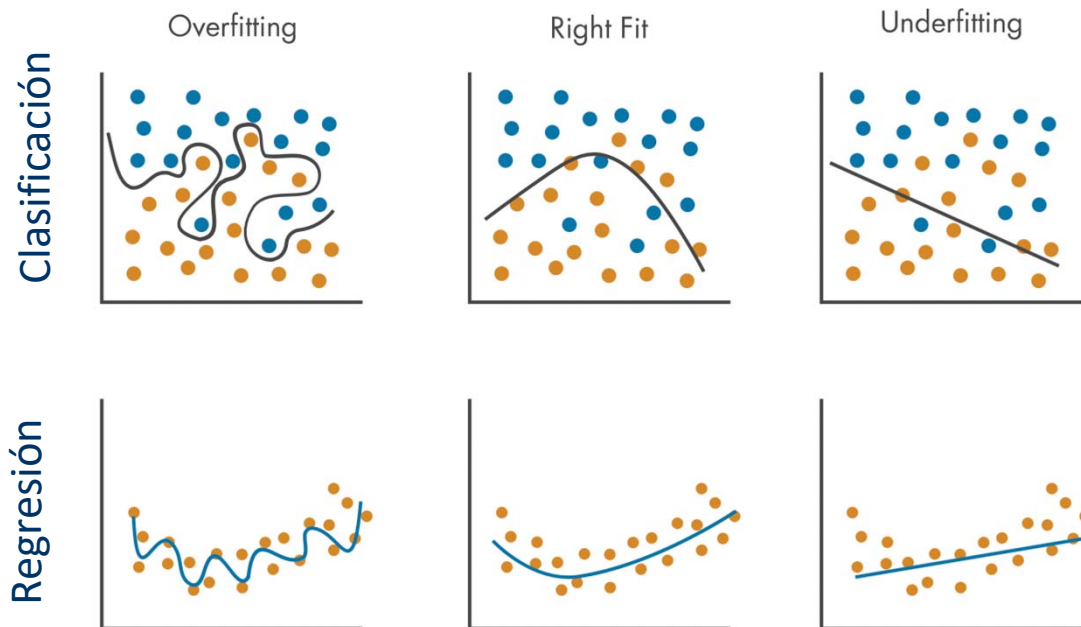 Overfitting
Right Fit
Underfitting
Clasificación
Regresión